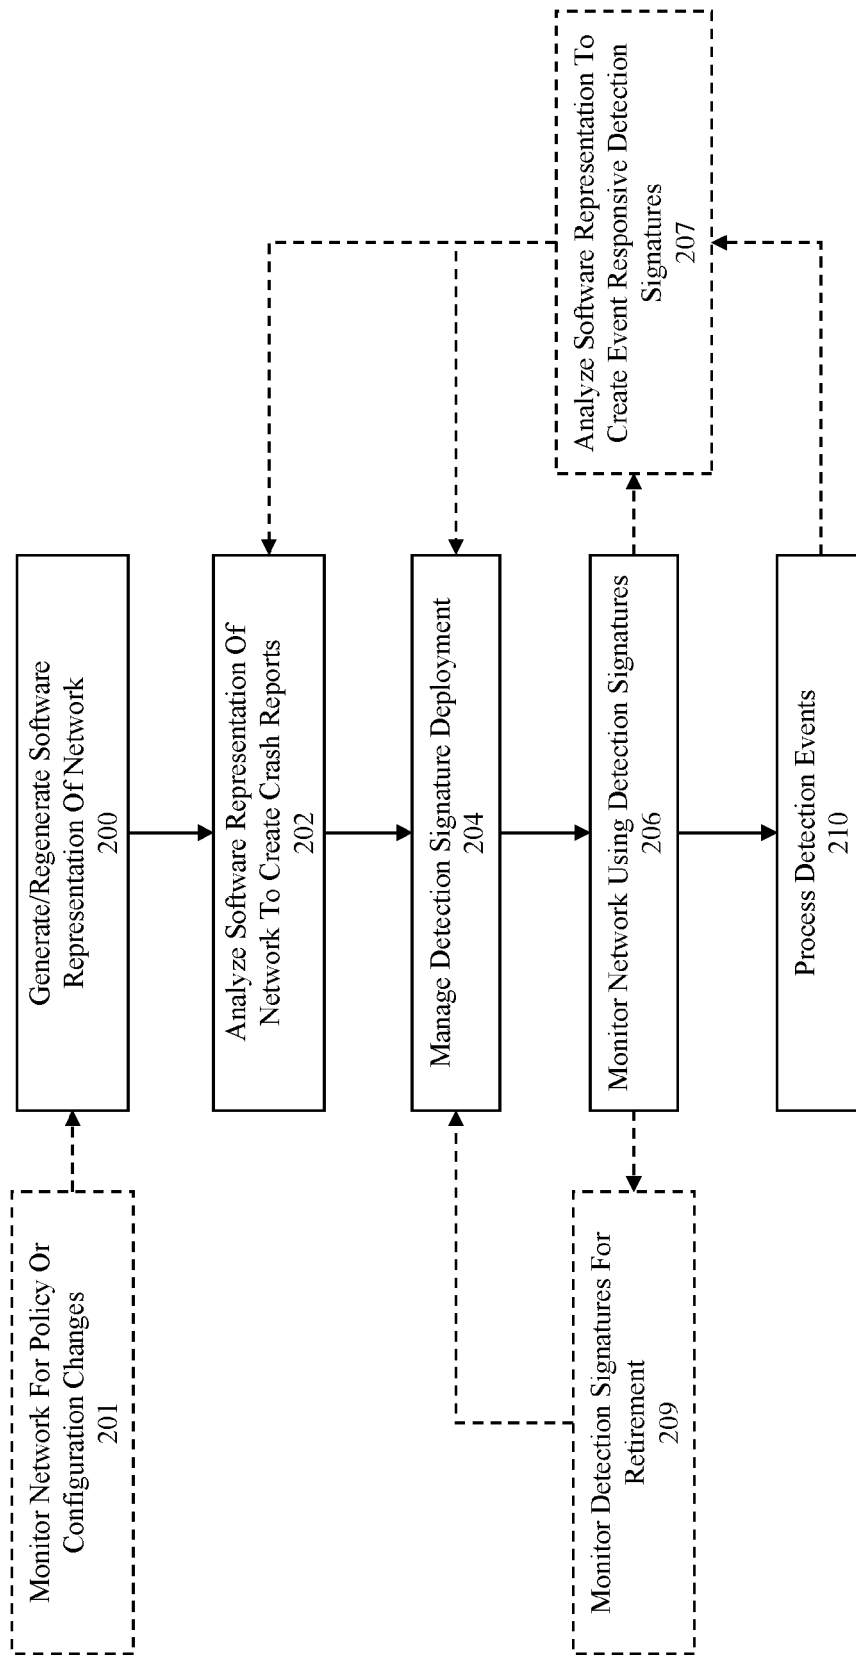 Monitor Network For Policy Or
Configuration Changes
201
Generate/Regenerate Software
Representation Of Network
200
Analyze Software Representation Of
Network To Create Crash Reports
202
Manage Detection Signature Deployment
204
Monitor Network Using Detection Signatures
206
Process Detection Events
210
Monitor Detection Signatures For
Retirement
209
Analyze Software Representation To
Create Event Responsive Detection
Signatures
207